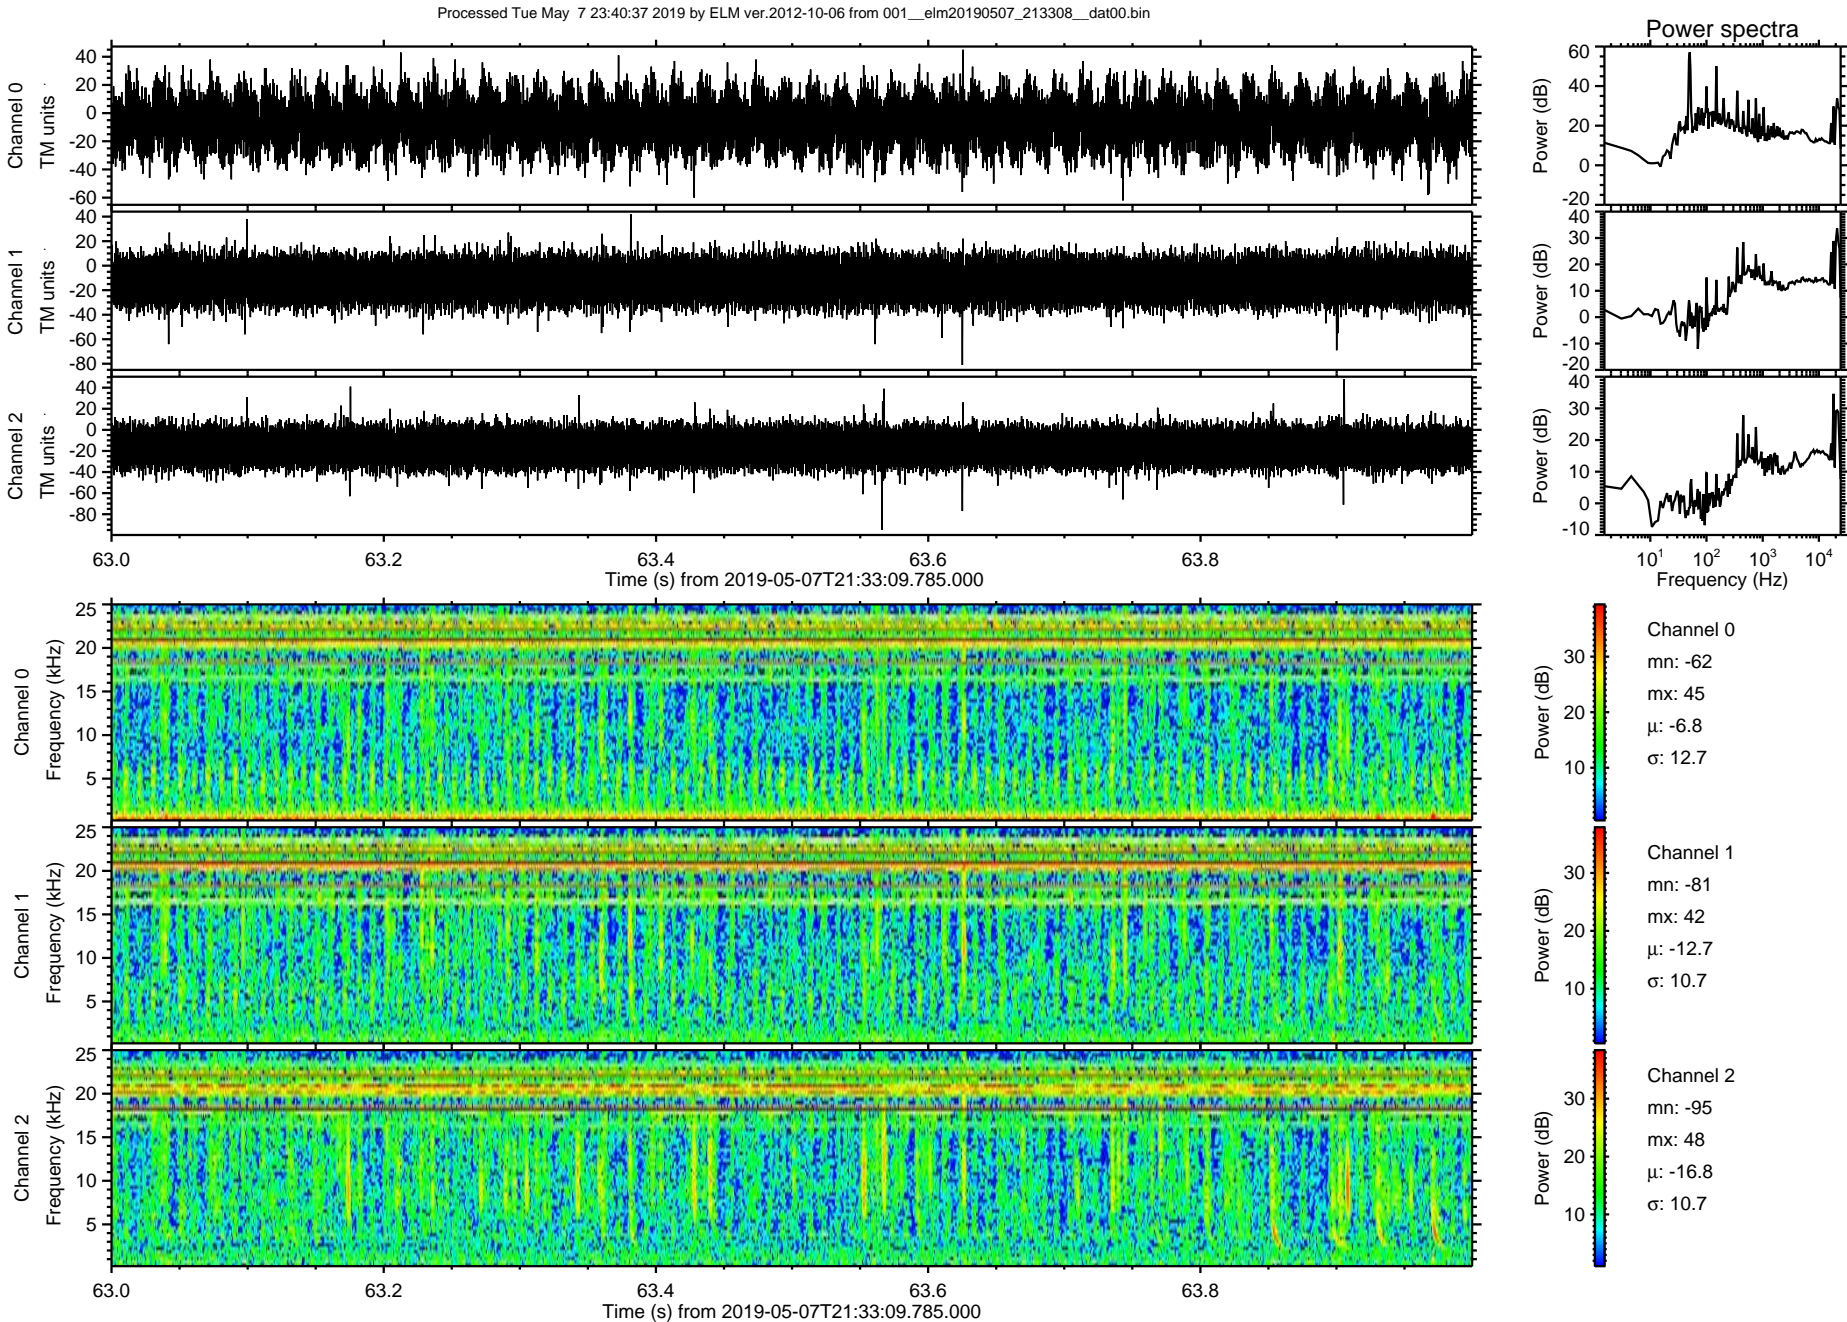 Processed Tue May  7 23:40:37 2019 by ELM ver.2012-10-06 from 001__elm20190507_213308__dat00.bin
Power spectra
Channel 0
TM units
40
20
0
-20
-40
-60
Power (dB)
60
40
20
0
-20
Channel 1
TM units
40
20
0
-20
-40
-60
-80
Power (dB)
40
30
20
10
0
-10
-20
Channel 2
TM units
40
20
0
-20
-40
-60
-80
Power (dB)
40
30
20
10
0
-10
63.0 63.2 63.4 63.6 63.8
Time (s) from 2019-05-07T21:33:09.785.000
10^1 10^2 10^3 10^4
Frequency (Hz)
Channel 0
Frequency (kHz)
25
20
15
10
5
Power (dB)
30
20
10
Channel 0
mn: -62
mx: 45
μ: -6.8
σ: 12.7
Channel 1
Frequency (kHz)
25
20
15
10
5
Power (dB)
30
20
10
Channel 1
mn: -81
mx: 42
μ: -12.7
σ: 10.7
Channel 2
Frequency (kHz)
25
20
15
10
5
Power (dB)
30
20
10
Channel 2
mn: -95
mx: 48
μ: -16.8
σ: 10.7
63.0 63.2 63.4 63.6 63.8
Time (s) from 2019-05-07T21:33:09.785.000